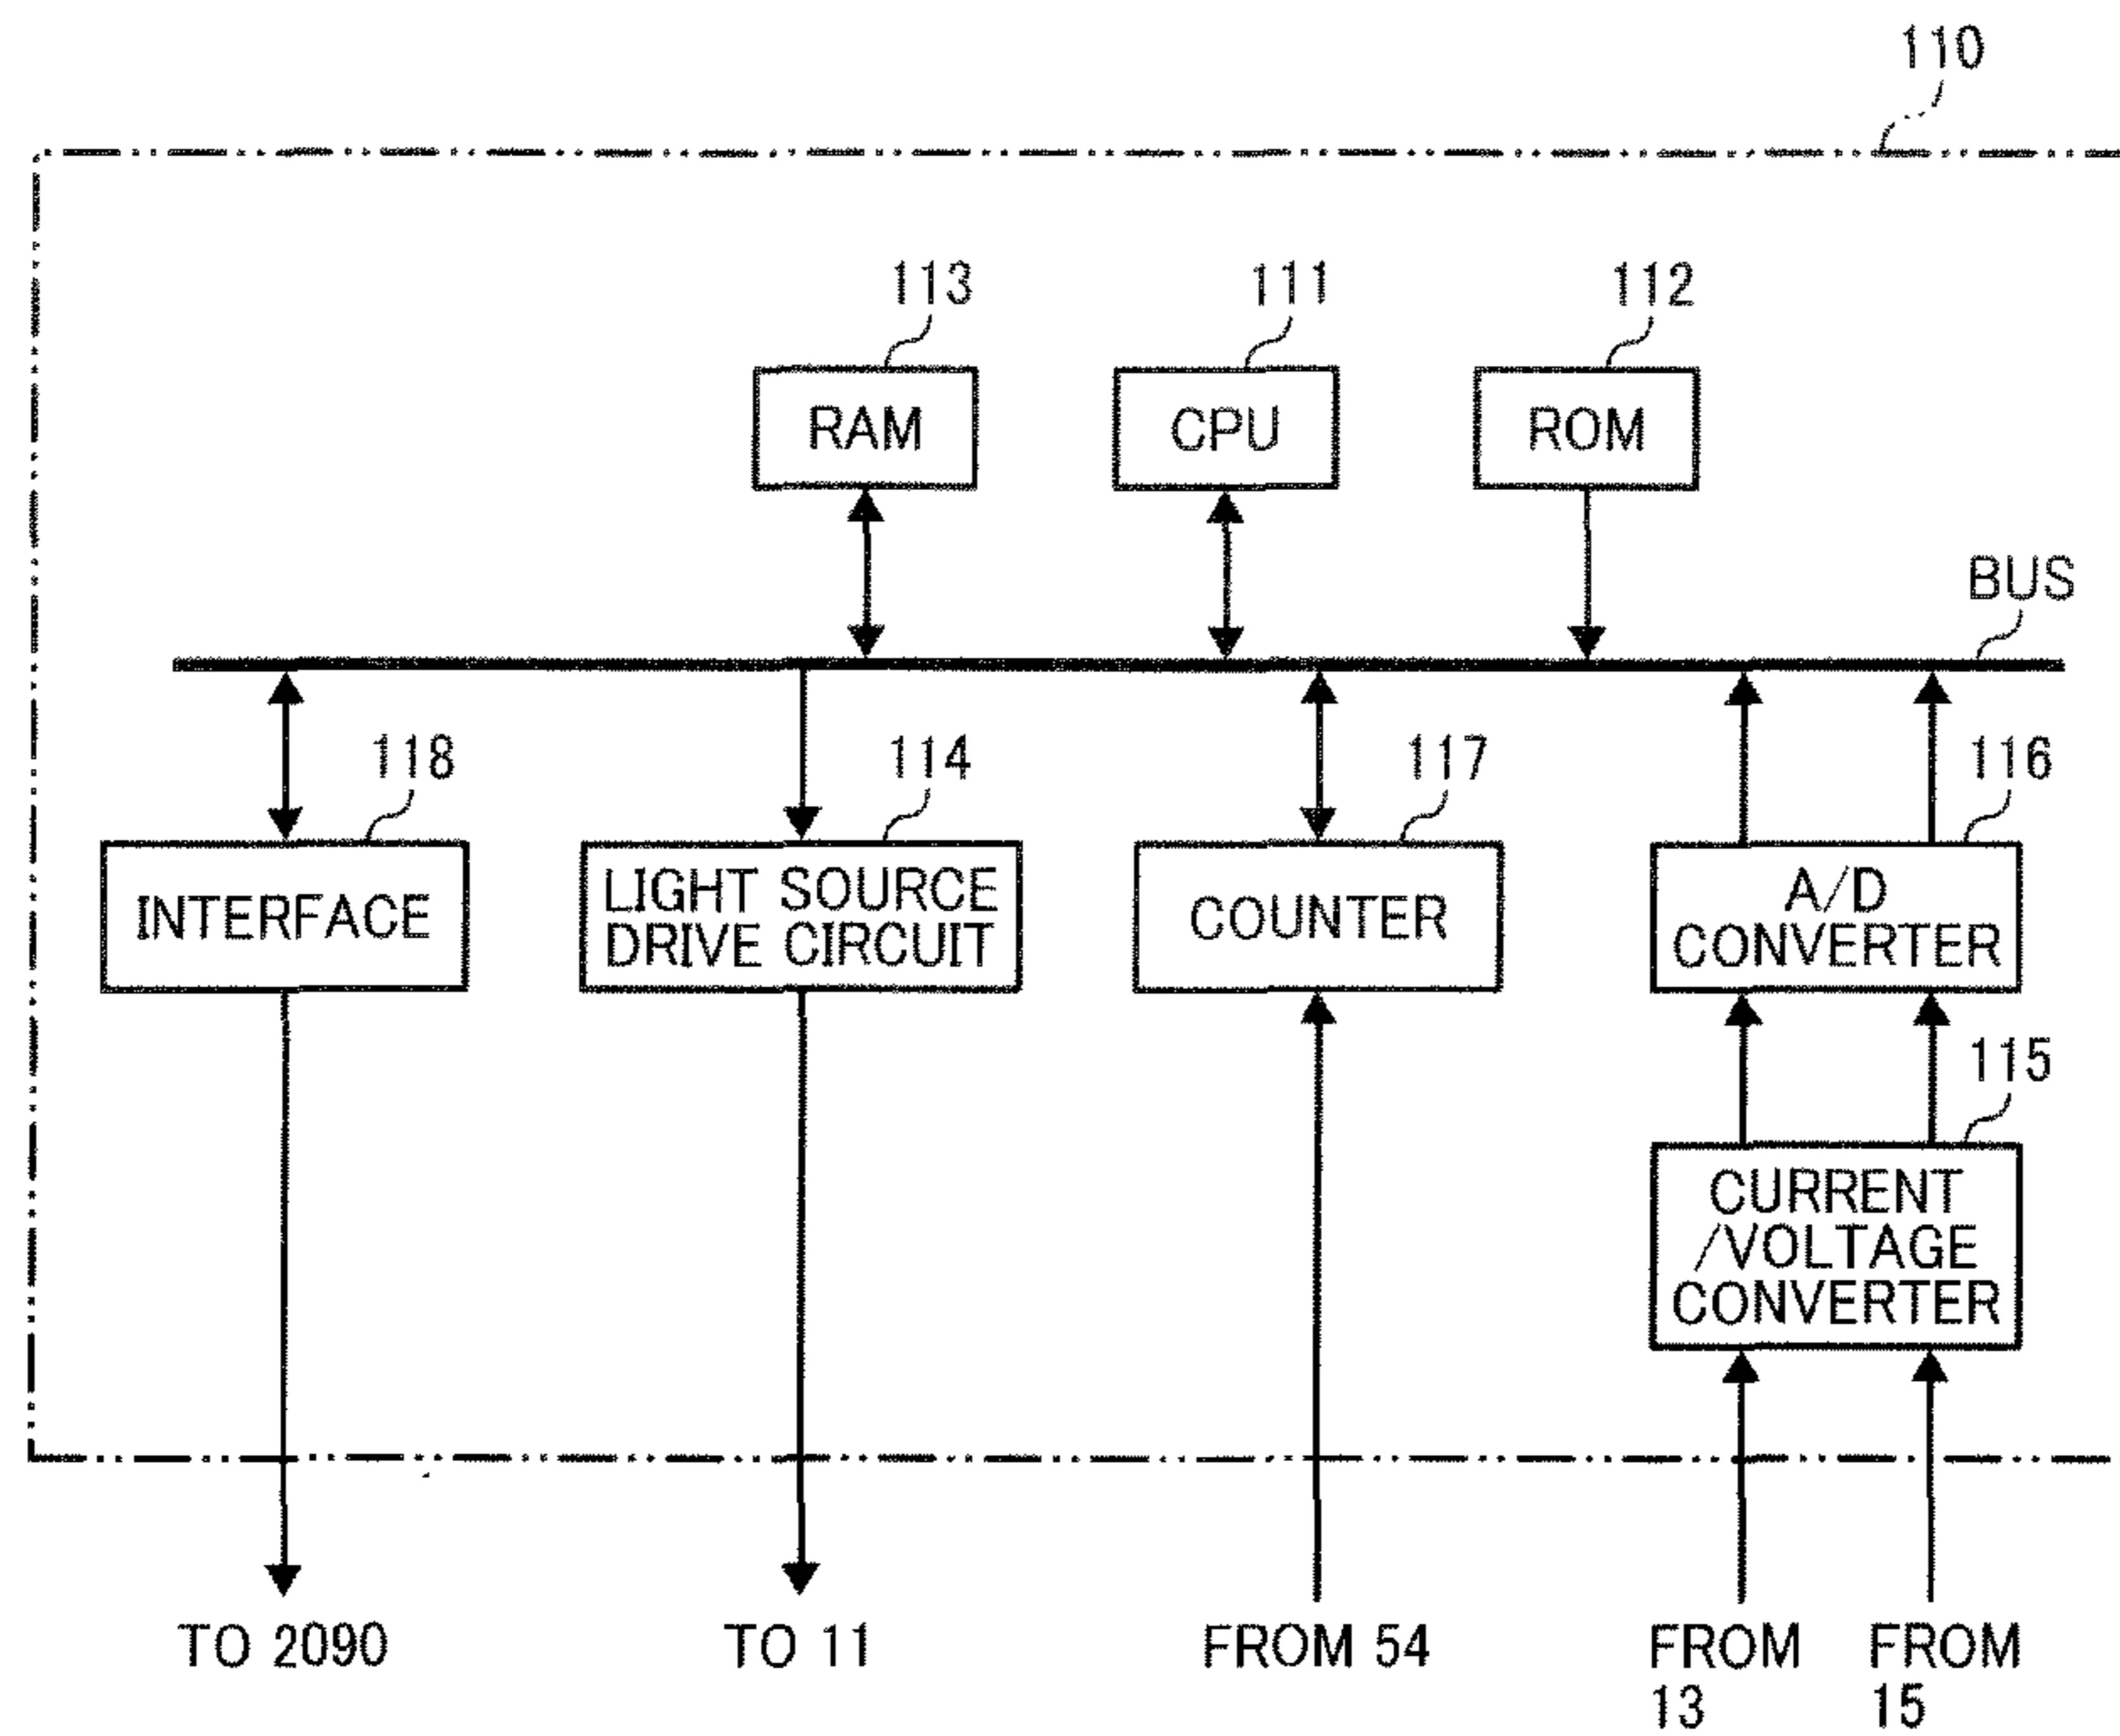 110
113
111
112
RAM
CPU
ROM
BUS
118
114
117
116
INTERFACE
LIGHT SOURCE
DRIVE CIRCUIT
COUNTER
A/D
CONVERTER
115
CURRENT
/VOLTAGE
CONVERTER
TO 2090
TO 11
FROM 54
FROM
13
FROM
15